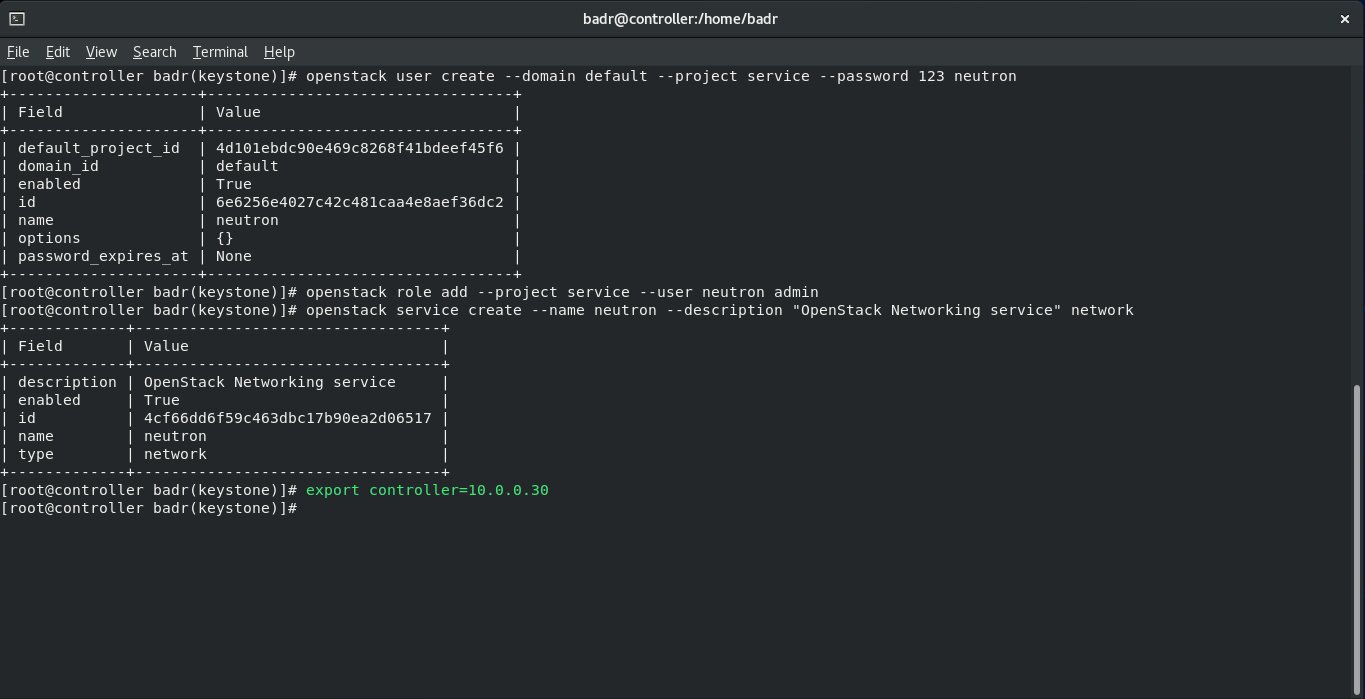 badr@controller:/home/badr
File Edit View Search Terminal Help
[root@controller badr(keystone)]# openstack user create --domain default --project service --password 123 neutron
+---------------------+----------------------------------+
| Field               | Value                            |
+---------------------+----------------------------------+
| default_project_id  | 4d101ebdc90e469c8268f41bdeef45f6 |
| domain_id           | default                          |
| enabled             | True                             |
| id                  | 6e6256e4027c42c481caa4e8aef36dc2 |
| name                | neutron                          |
| options             | {}                               |
| password_expires_at | None                             |
+---------------------+----------------------------------+
[root@controller badr(keystone)]# openstack role add --project service --user neutron admin
[root@controller badr(keystone)]# openstack service create --name neutron --description "OpenStack Networking service" network
+-------------+----------------------------------+
| Field       | Value                            |
+-------------+----------------------------------+
| description | OpenStack Networking service     |
| enabled     | True                             |
| id          | 4cf66dd6f59c463dbc17b90ea2d06517 |
| name        | neutron                          |
| type        | network                          |
+-------------+----------------------------------+
[root@controller badr(keystone)]# export controller=10.0.0.30
[root@controller badr(keystone)]#